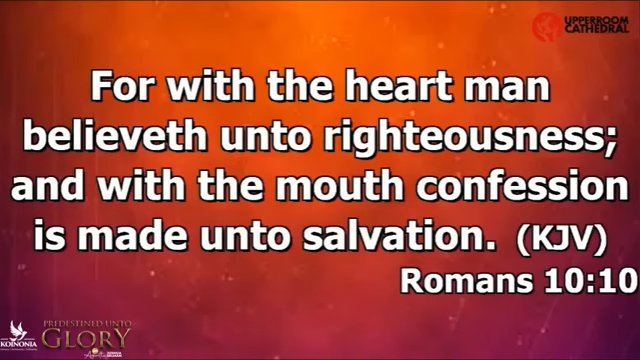 UPPERROOM
CATHEDRAL
For with the heart man
believeth unto righteousness;
and with the mouth confession
is made unto salvation. (KJV)
Romans 10:10
KOINONIA
PREDESTINED UNTO
GLORY